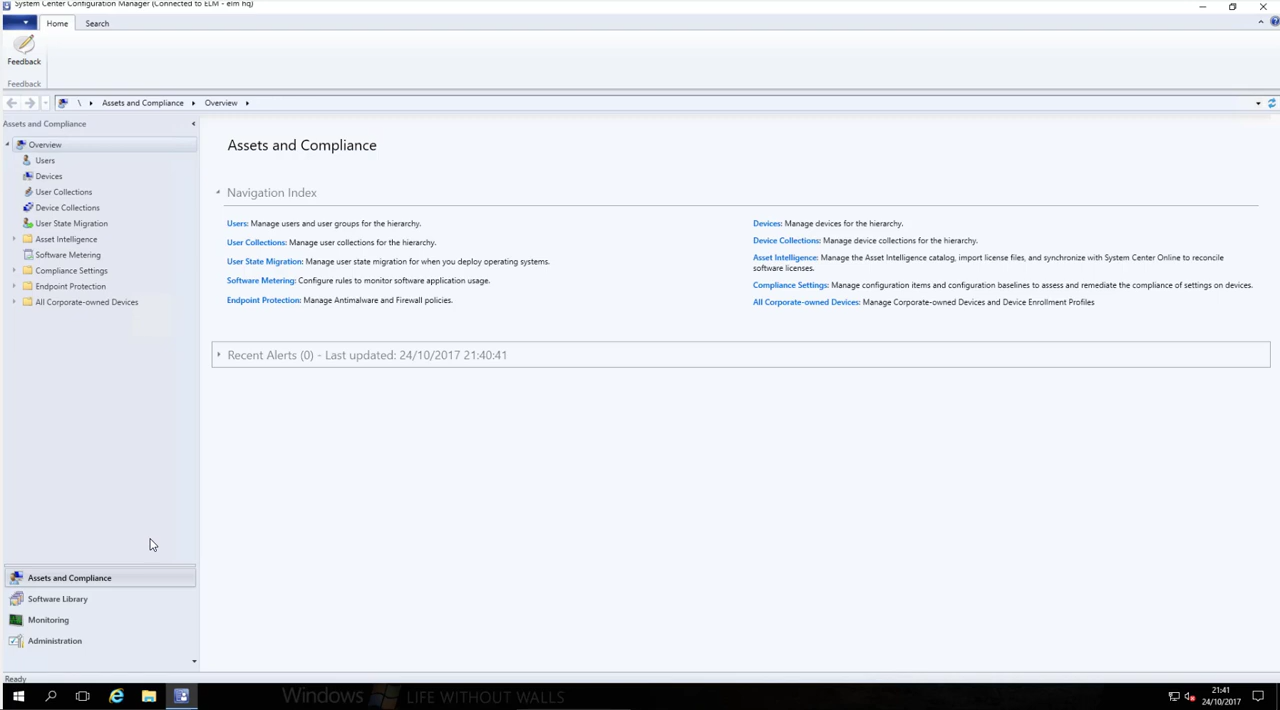 System Center Configuration Manager (Connected to ELM - elm hq)
Home
Search
Feedback
Feedback
\ Assets and Compliance Overview
Assets and Compliance
Overview
Users
Devices
User Collections
Device Collections
User State Migration
Asset Intelligence
Software Metering
Compliance Settings
Endpoint Protection
All Corporate-owned Devices
Assets and Compliance
Software Library
Monitoring
Administration
Assets and Compliance
Navigation Index
Users: Manage users and user groups for the hierarchy.
User Collections: Manage user collections for the hierarchy.
User State Migration: Manage user state migration for when you deploy operating systems.
Software Metering: Configure rules to monitor software application usage.
Endpoint Protection: Manage Antimalware and Firewall policies.
Devices: Manage devices for the hierarchy.
Device Collections: Manage device collections for the hierarchy.
Asset Intelligence: Manage the Asset Intelligence catalog, import license files, and synchronize with System Center Online to reconcile
software licenses.
Compliance Settings: Manage configuration items and configuration baselines to assess and remediate the compliance of settings on devices.
All Corporate-owned Devices: Manage Corporate-owned Devices and Device Enrollment Profiles
Recent Alerts (0) - Last updated: 24/10/2017 21:40:41
Ready
Windows LIFE WITHOUT WALLS
21:41
24/10/2017